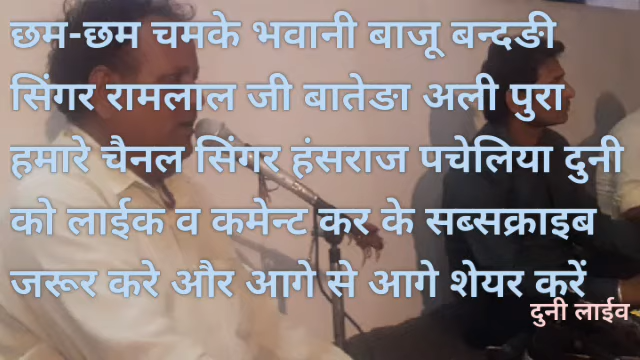 छम-छम चमके भवानी बाजू बन्दङी
सिंगर रामलाल जी बातेङा अली पुरा
हमारे चैनल सिंगर हंसराज पचेलिया दुनी
को लाईक व कमेन्ट कर के सब्सक्राइब
जरूर करे और आगे से आगे शेयर करें
दुनी लाईव